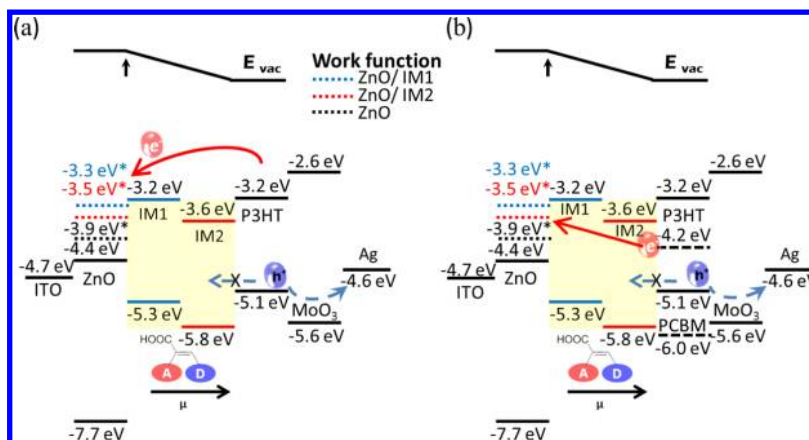 (a)
E vac
Work function
ZnO/ IM1
ZnO/ IM2
ZnO
-3.3 eV*
-3.5 eV*
-3.9 eV*
-4.4 eV
ZnO
-4.7 eV
ITO
-7.7 eV
e-
-3.2 eV
IM1
-3.6 eV
IM2
-3.2 eV
P3HT
-2.6 eV
X
h+
-5.1 eV
-5.3 eV
-5.8 eV
MoO3
-5.6 eV
Ag
-4.6 eV
HOOC
A
D
μ
(b)
E vac
-3.3 eV*
-3.5 eV*
-3.9 eV*
-4.4 eV
ZnO
-4.7 eV
ITO
-7.7 eV
-3.2 eV
IM1
-3.6 eV
IM2
-3.2 eV
P3HT
-4.2 eV
-2.6 eV
e-
X
h+
-5.1 eV
-5.3 eV
-5.8 eV
PCBM
-6.0 eV
MoO3
-5.6 eV
Ag
-4.6 eV
HOOC
A
D
μ